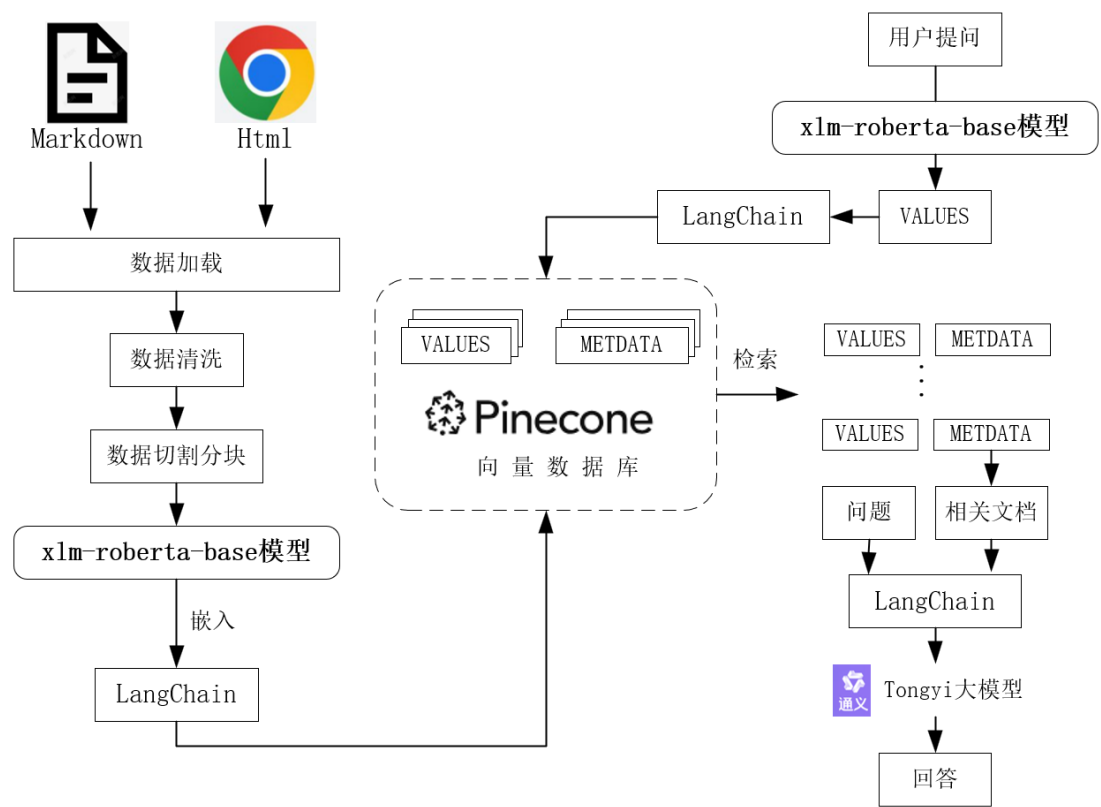 Markdown
Html
数据加载
数据清洗
数据切割分块
xlm-roberta-base模型
嵌入
LangChain
VALUES
METDATA
Pinecone
向量数据库
用户提问
xlm-roberta-base模型
VALUES
LangChain
检索
VALUES
METDATA
VALUES
METDATA
问题
相关文档
LangChain
通义
Tongyi大模型
回答